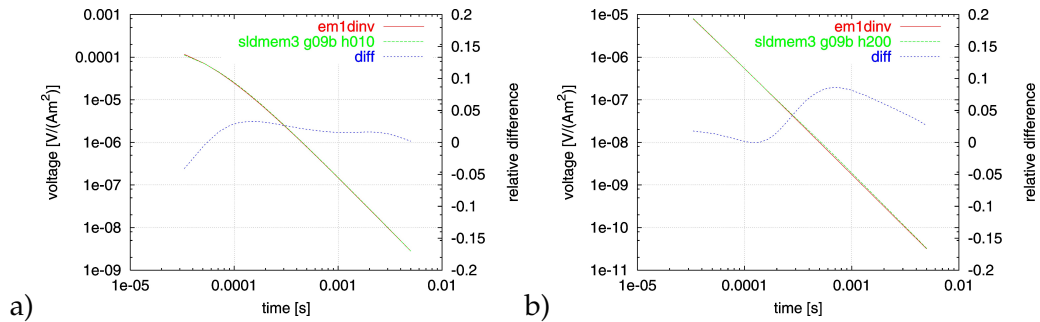 0.001
0.0001
1e-05
1e-06
1e-07
1e-08
1e-09
1e-05
0.0001
0.001
0.01
time [s]
voltage [V/(Am²)]
em1dinv
sldmem3 g09b h010
diff
0.2
0.15
0.1
0.05
0
-0.05
-0.1
-0.15
-0.2
relative difference
a)
1e-05
1e-06
1e-07
1e-08
1e-09
1e-10
1e-11
1e-05
0.0001
0.001
0.01
time [s]
voltage [V/(Am²)]
em1dinv
sldmem3 g09b h200
diff
0.2
0.15
0.1
0.05
0
-0.05
-0.1
-0.15
-0.2
relative difference
b)